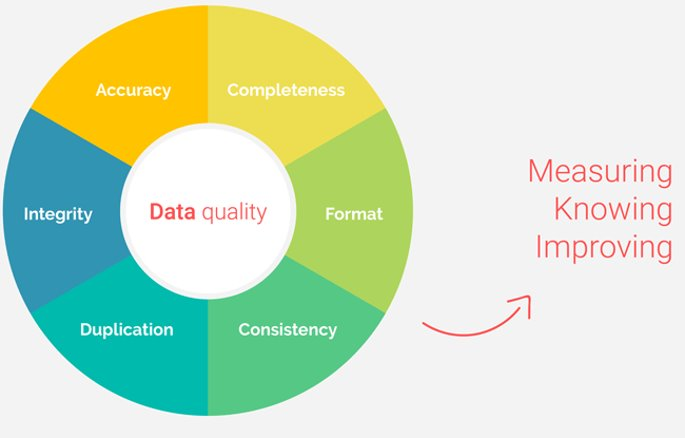 Accuracy
Completeness
Integrity
Data quality
Format
Duplication
Consistency
Measuring
Knowing
Improving